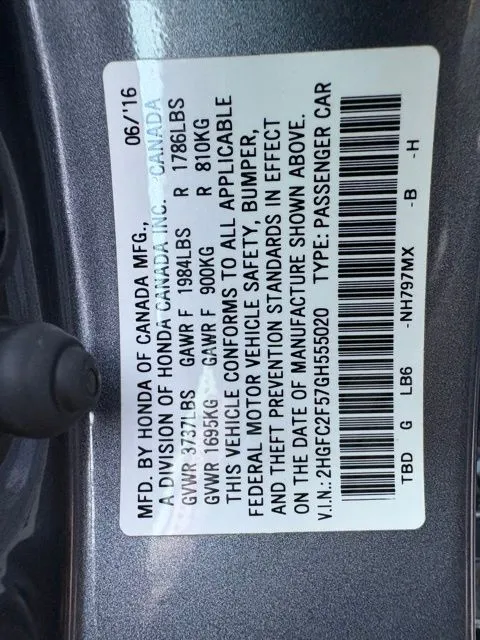 MFD. BY HONDA OF CANADA MFG., 06/'16
A DIVISION OF HONDA CANADA INC. CANADA
GVWR 3737LBS GAWR F 1984LBS R 1786LBS
GVWR 1695KG GAWR F 900KG R 810KG
THIS VEHICLE CONFORMS TO ALL APPLICABLE
FEDERAL MOTOR VEHICLE SAFETY, BUMPER,
AND THEFT PREVENTION STANDARDS IN EFFECT
ON THE DATE OF MANUFACTURE SHOWN ABOVE.
V.I.N.: 2HGFC2F57GH555020 TYPE: PASSENGER CAR
TBD G LB6 -NH797MX -B -H